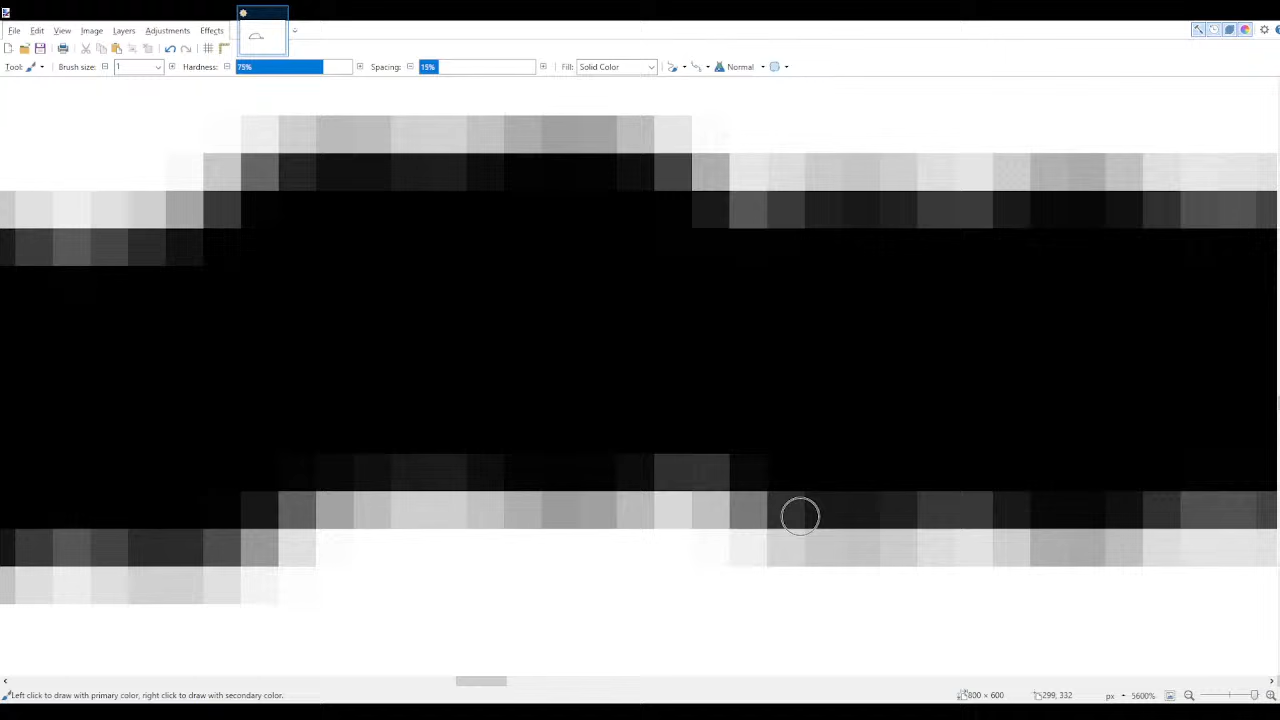 File Edit View Image Layers Adjustments Effects
Tool: Brush size: 1 Hardness: 75% Spacing: 15% Fill: Solid Color Normal
Left click to draw with primary color, right click to draw with secondary color. 800 × 600 299, 332 px 5600%